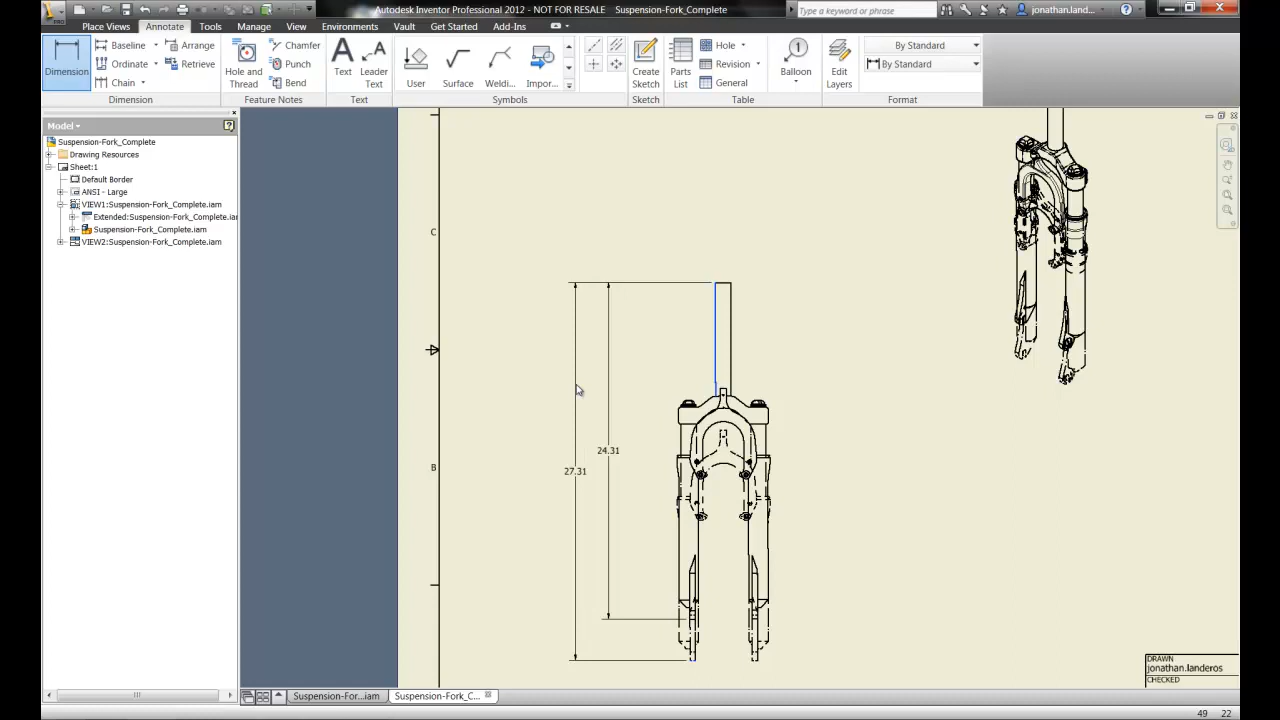 Autodesk Inventor Professional 2012 - NOT FOR RESALE Suspension-Fork_Complete
Type a keyword or phrase
jonathan.land...
PRO
Place Views Annotate Tools Manage View Environments Vault Get Started Add-Ins
Dimension
Baseline
Arrange
Ordinate
Retrieve
Chain
Dimension
Hole and Thread
Chamfer
Punch
Bend
Feature Notes
Text
Leader Text
Text
User
Surface
Weldi...
Impor...
Symbols
Create Sketch
Sketch
Parts List
Hole
Revision
General
Table
Balloon
Edit Layers
By Standard
By Standard
Format
Model
Suspension-Fork_Complete
Drawing Resources
Sheet:1
Default Border
ANSI - Large
VIEW1:Suspension-Fork_Complete.iam
Extended:Suspension-Fork_Complete.iam
Suspension-Fork_Complete.iam
VIEW2:Suspension-Fork_Complete.iam
C
B
24.31
27.31
DRAWN
jonathan.landeros
CHECKED
Suspension-For...iam
Suspension-Fork_C...
49 22